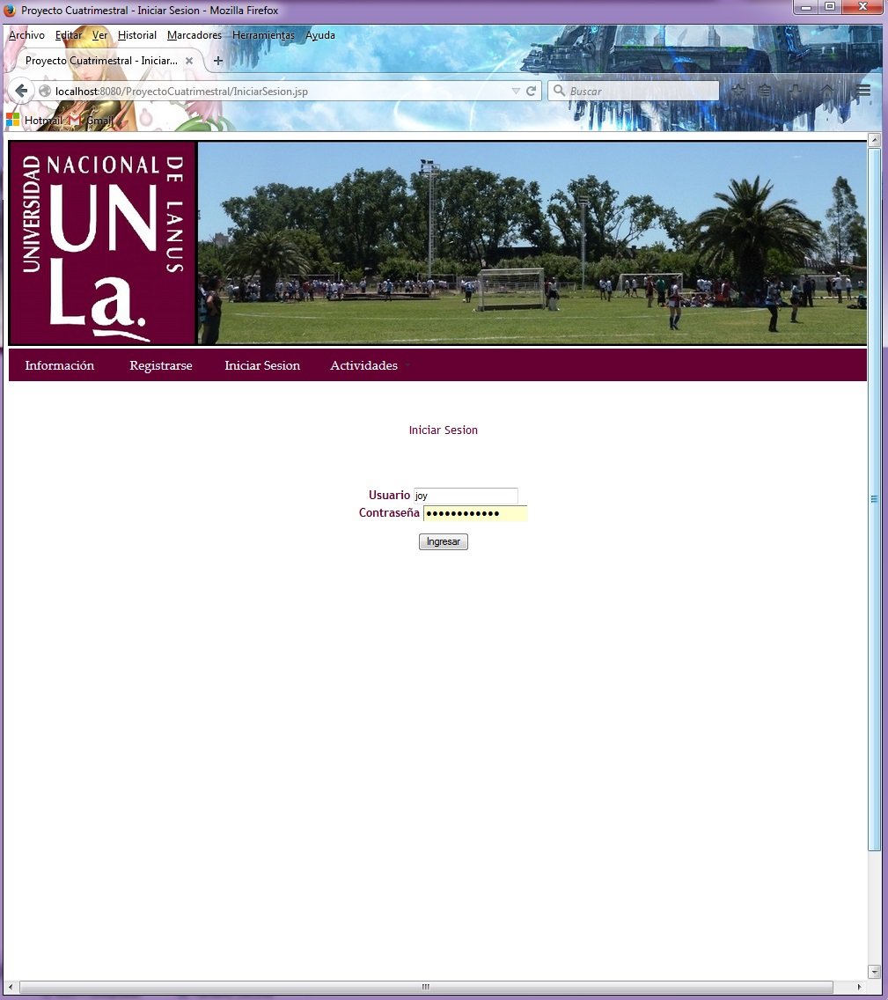 Proyecto Cuatrimestral - Iniciar Sesion - Mozilla Firefox
Archivo Editar Ver Historial Marcadores Herramientas Ayuda
Proyecto Cuatrimestral - Iniciar...
localhost:8080/ProyectoCuatrimestral/IniciarSesion.jsp
Buscar
Hotmail Gmail
UNIVERSIDAD NACIONAL DE LANUS
UN
La.
Información Registrarse Iniciar Sesion Actividades
Iniciar Sesion
Usuario joy
Contraseña ••••••••••••
Ingresar